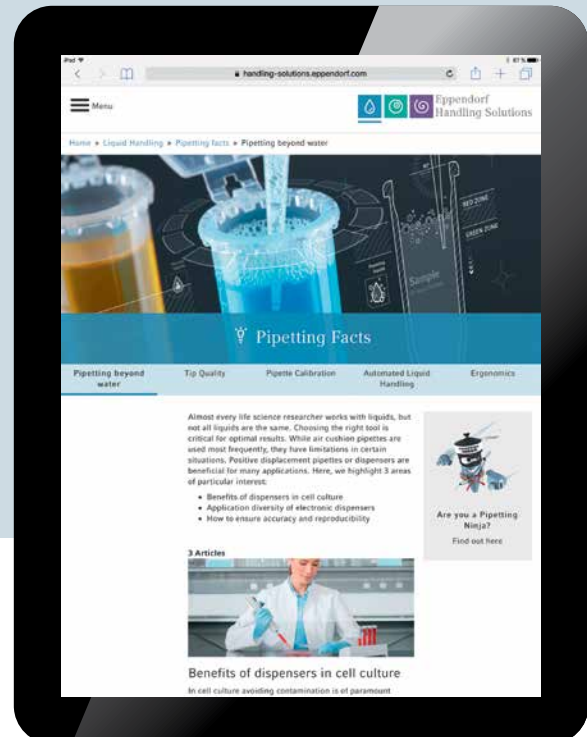 iPad
67 %
handling-solutions.eppendorf.com
Menu
Eppendorf
Handling Solutions
Home » Liquid Handling » Pipetting facts » Pipetting beyond water
RED ZONE
GREEN ZONE
Sample
Pipetting Facts
Pipetting beyond
water
Tip Quality
Pipette Calibration
Automated Liquid
Handling
Ergonomics
Almost every life science researcher works with liquids, but
not all liquids are the same. Choosing the right tool is
critical for optimal results. While air cushion pipettes are
used most frequently, they have limitations in certain
situations. Positive displacement pipettes or dispensers are
beneficial for many applications. Here, we highlight 3 areas
of particular interest:
• Benefits of dispensers in cell culture
• Application diversity of electronic dispensers
• How to ensure accuracy and reproducibility
Are you a Pipetting
Ninja?
Find out here
3 Articles
Benefits of dispensers in cell culture
In cell culture avoiding contamination is of paramount